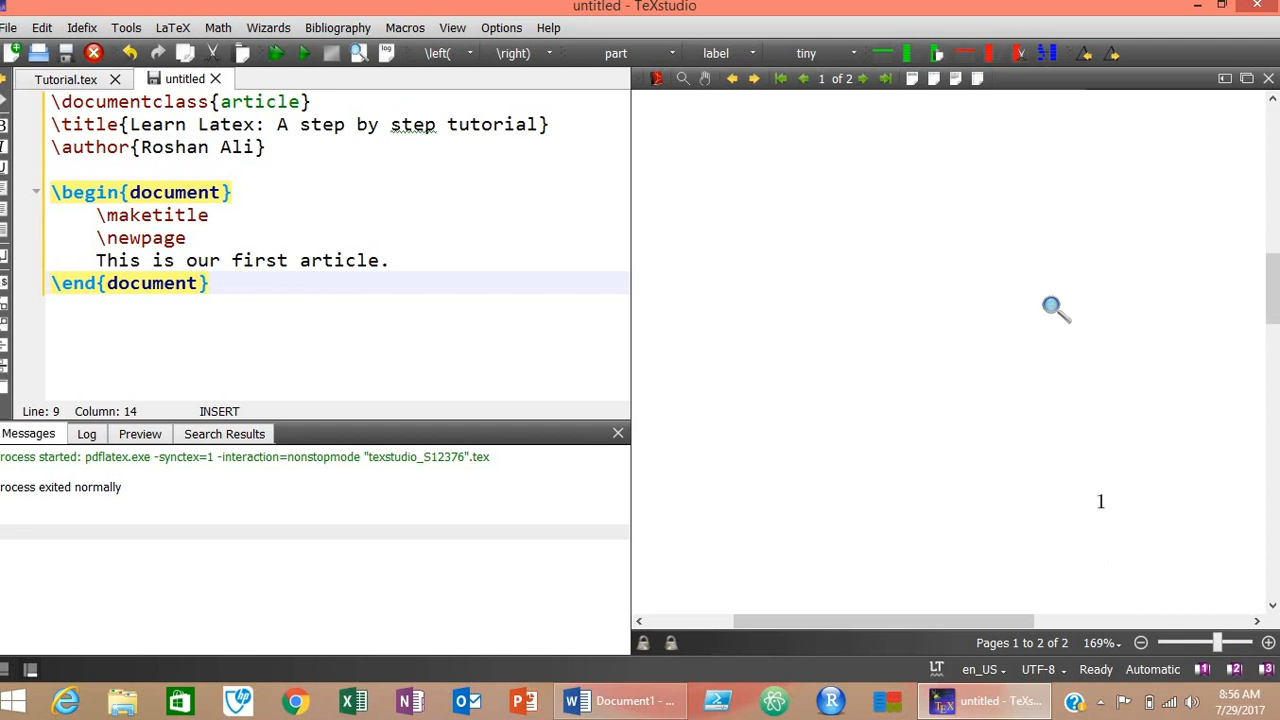 untitled - TeXstudio
File Edit Idefix Tools LaTeX Math Wizards Bibliography Macros View Options Help
log \left( \right) part label tiny
Tutorial.tex untitled
1 of 2
\documentclass{article}
\title{Learn Latex: A step by step tutorial}
\author{Roshan Ali}
\begin{document}
\maketitle
\newpage
This is our first article.
\end{document}
1
Line: 9 Column: 14 INSERT
Messages Log Preview Search Results
rocess started: pdflatex.exe -synctex=1 -interaction=nonstopmode "texstudio_S12376".tex
rocess exited normally
Pages 1 to 2 of 2 169%
LT en_US UTF-8 Ready Automatic 1 2 3
Document1 - ...
untitled - TeXs...
8:56 AM
7/29/2017